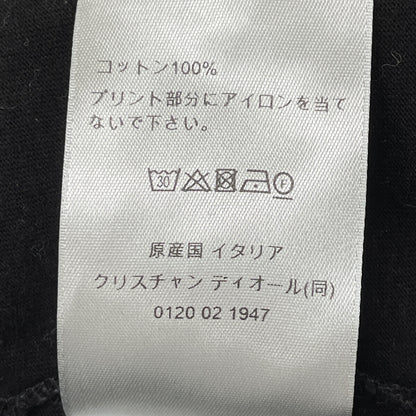 コットン100%
プリント部分にアイロンを当て
ないで下さい。
30 F
原産国 イタリア
クリスチャン ディオール(同)
0120 02 1947